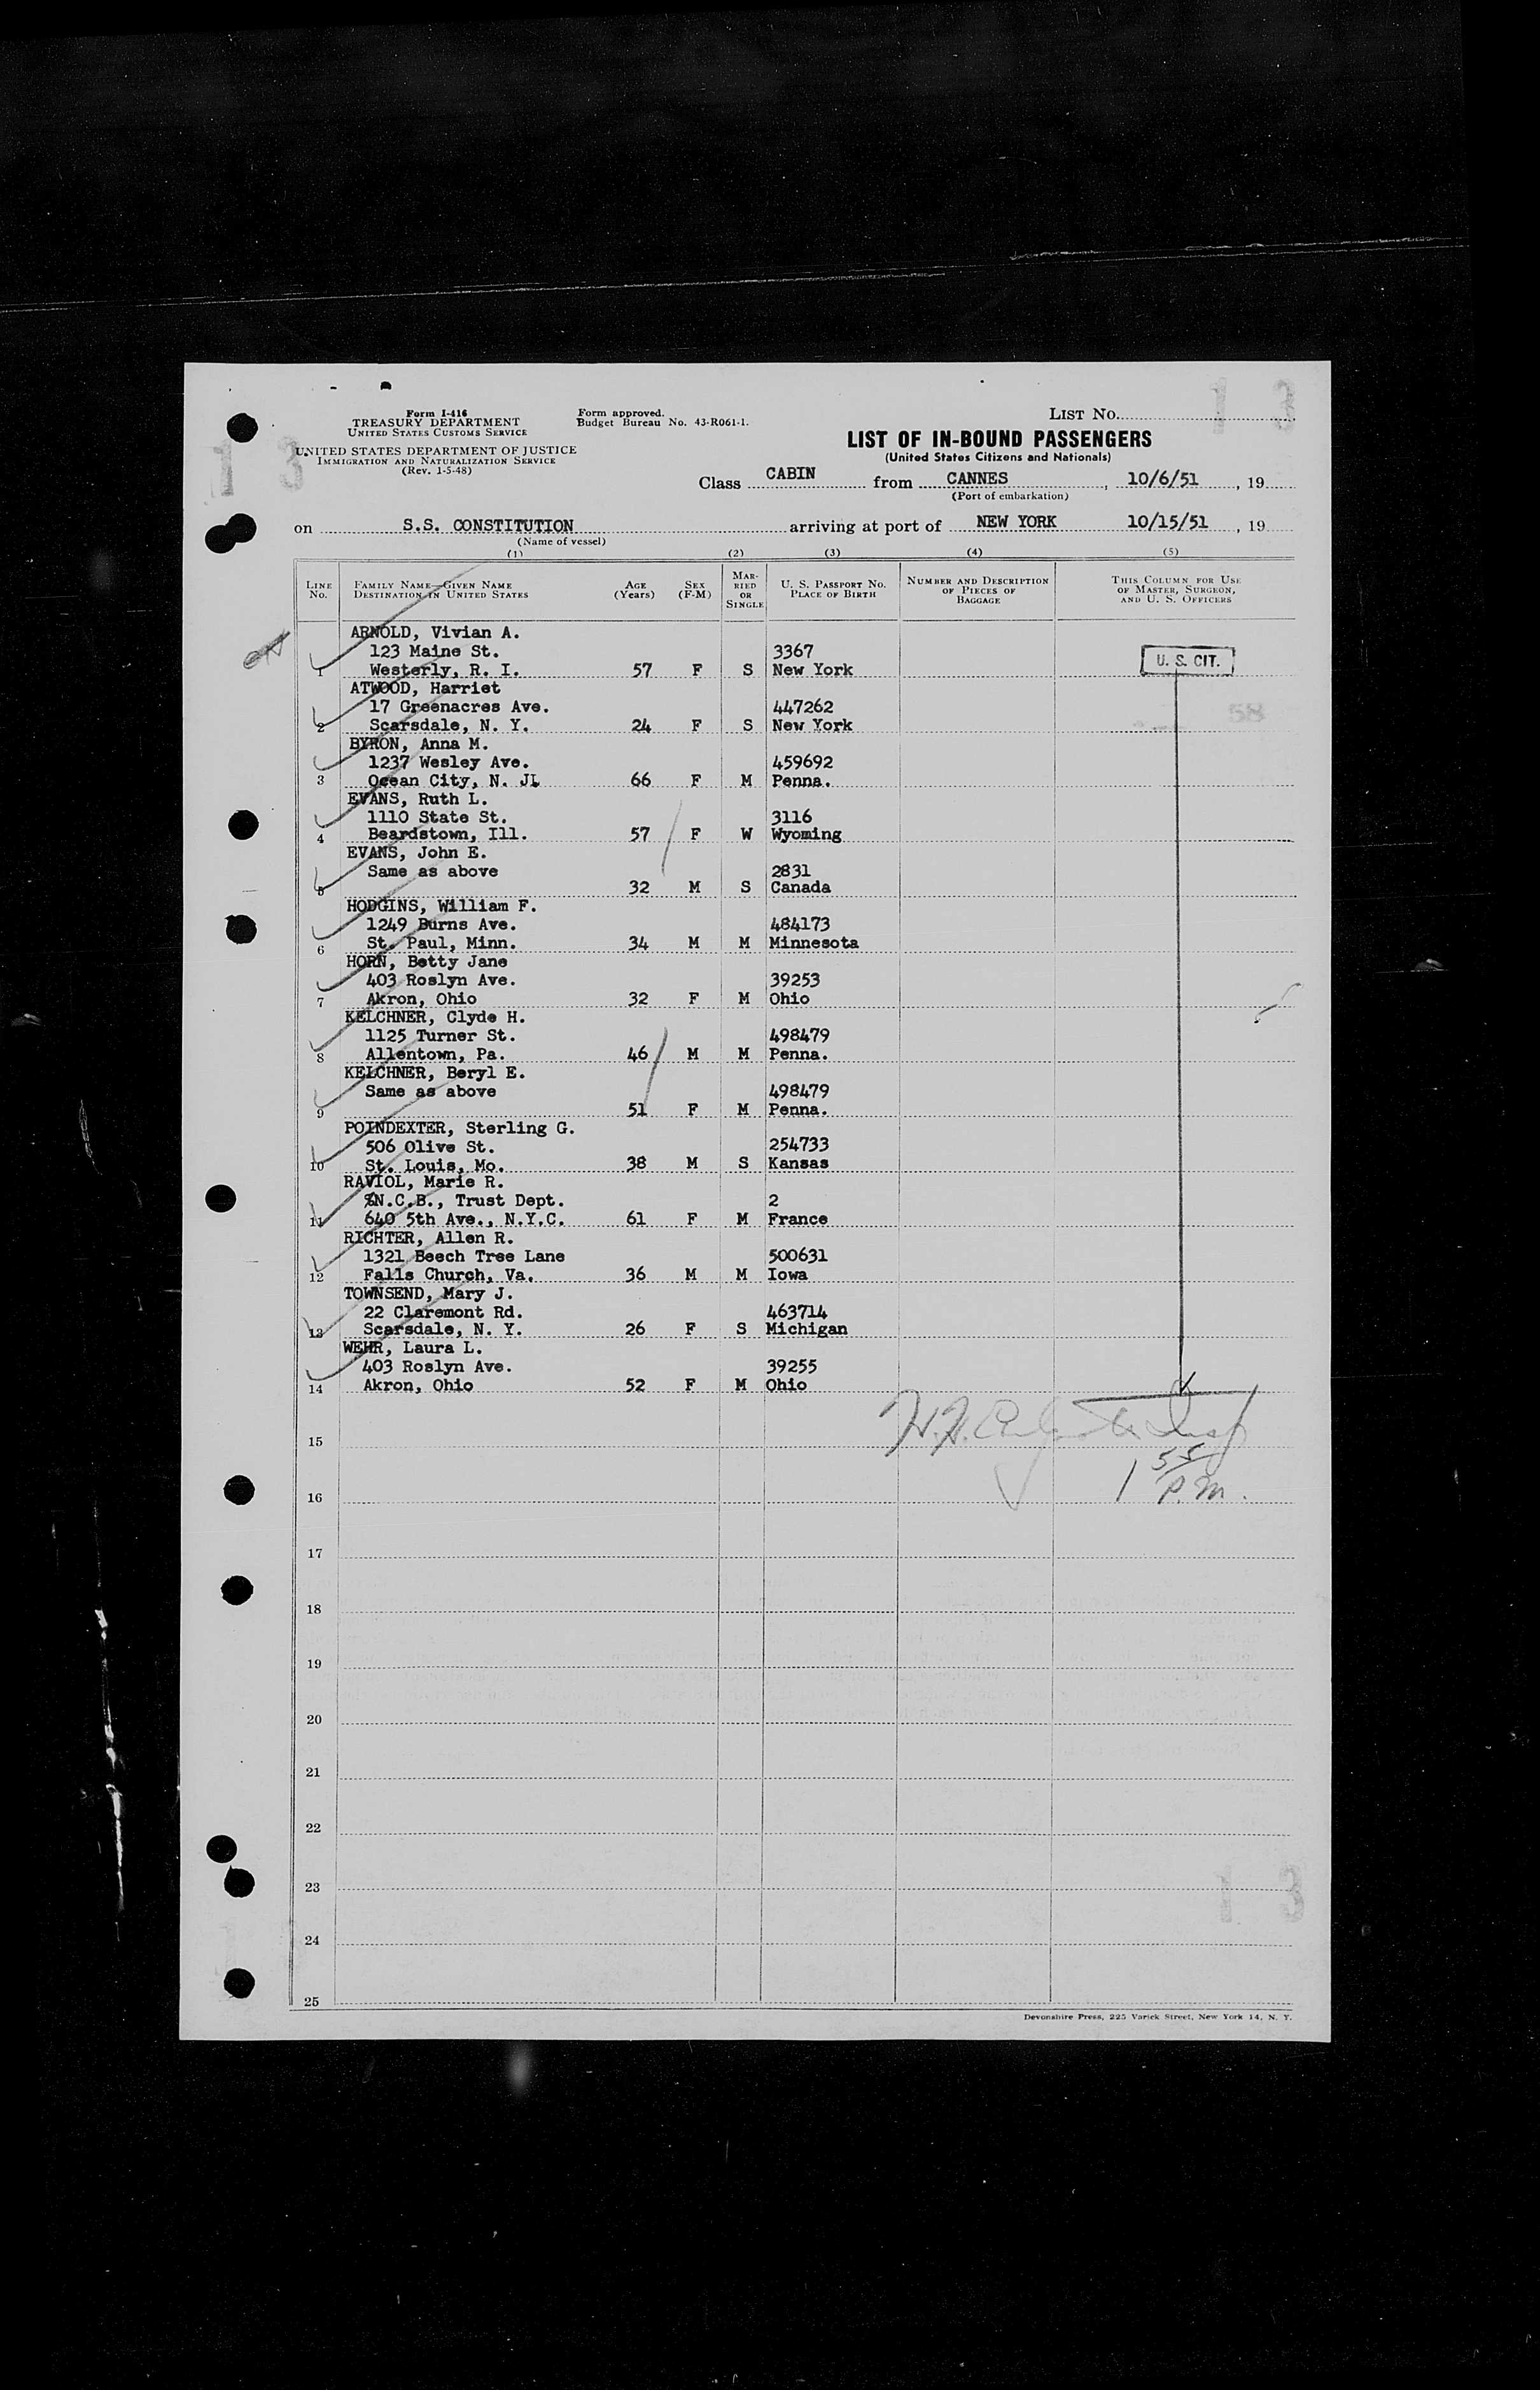 13
Form I-416
TREASURY DEPARTMENT
UNITED STATES CUSTOMS SERVICE
UNITED STATES DEPARTMENT OF JUSTICE
IMMIGRATION AND NATURALIZATION SERVICE
(Rev. 1-5-48)
Form approved.
Budget Bureau No. 43-R061-1.
LIST NO. 13
LIST OF IN-BOUND PASSENGERS
(United States Citizens and Nationals)
Class CABIN from CANNES, 10/6/51, 19
(Port of embarkation)
on S.S. CONSTITUTION arriving at port of NEW YORK 10/15/51, 19
(Name of vessel)
(1) (2) (3) (4) (5)
LINE NO. FAMILY NAME—GIVEN NAME DESTINATION IN UNITED STATES AGE (Years) SEX (F-M) MARRIED OR SINGLE U. S. PASSPORT NO. PLACE OF BIRTH NUMBER AND DESCRIPTION OF PIECES OF BAGGAGE THIS COLUMN FOR USE OF MASTER, SURGEON, AND U. S. OFFICERS
ARNOLD, Vivian A.
123 Maine St. 3367 U. S. CIT.
1 Westerly, R. I. 57 F S New York
ATWOOD, Harriet
17 Greenacres Ave. 447262 58
2 Scarsdale, N. Y. 24 F S New York
BYRON, Anna M.
1237 Wesley Ave. 459692
3 Ocean City, N. J. 66 F M Penna.
EVANS, Ruth L.
1110 State St. 3116
4 Beardstown, Ill. 57 F W Wyoming
EVANS, John E.
Same as above 2831
5 32 M S Canada
HODGINS, William F.
1249 Burns Ave. 484173
6 St. Paul, Minn. 34 M M Minnesota
HORN, Betty Jane
403 Roslyn Ave. 39253
7 Akron, Ohio 32 F M Ohio
KELCHNER, Clyde H.
1125 Turner St. 498479
8 Allentown, Pa. 46 M M Penna.
KELCHNER, Beryl E.
Same as above 498479
9 51 F M Penna.
POINDEXTER, Sterling G.
506 Olive St. 254733
10 St. Louis, Mo. 38 M S Kansas
RAVIOL, Marie R.
%N.C.B., Trust Dept. 2
11 640 5th Ave., N.Y.C. 61 F M France
RICHTER, Allen R.
1321 Beech Tree Lane 500631
12 Falls Church, Va. 36 M M Iowa
TOWNSEND, Mary J.
22 Claremont Rd. 463714
13 Scarsdale, N. Y. 26 F S Michigan
WEHR, Laura L.
403 Roslyn Ave. 39255
14 Akron, Ohio 52 F M Ohio
15
1 55 P.M.
16
17
18
19
20
21
22
23
13
24
25
Devonshire Press, 225 Varick Street, New York 14, N. Y.